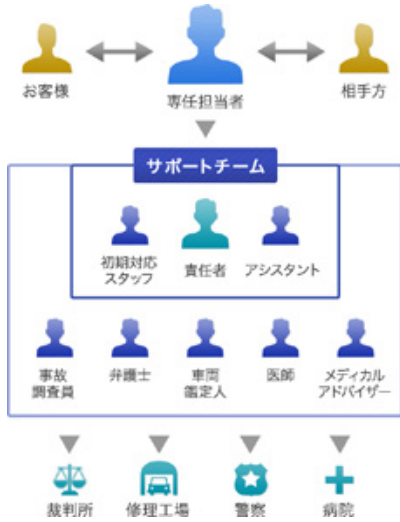 お客様
専任担当者
相手方
サポートチーム
初期対応
スタッフ
責任者
アシスタント
事故
調査員
弁護士
車両
鑑定人
医師
メディカル
アドバイザー
裁判所
修理工場
警察
病院